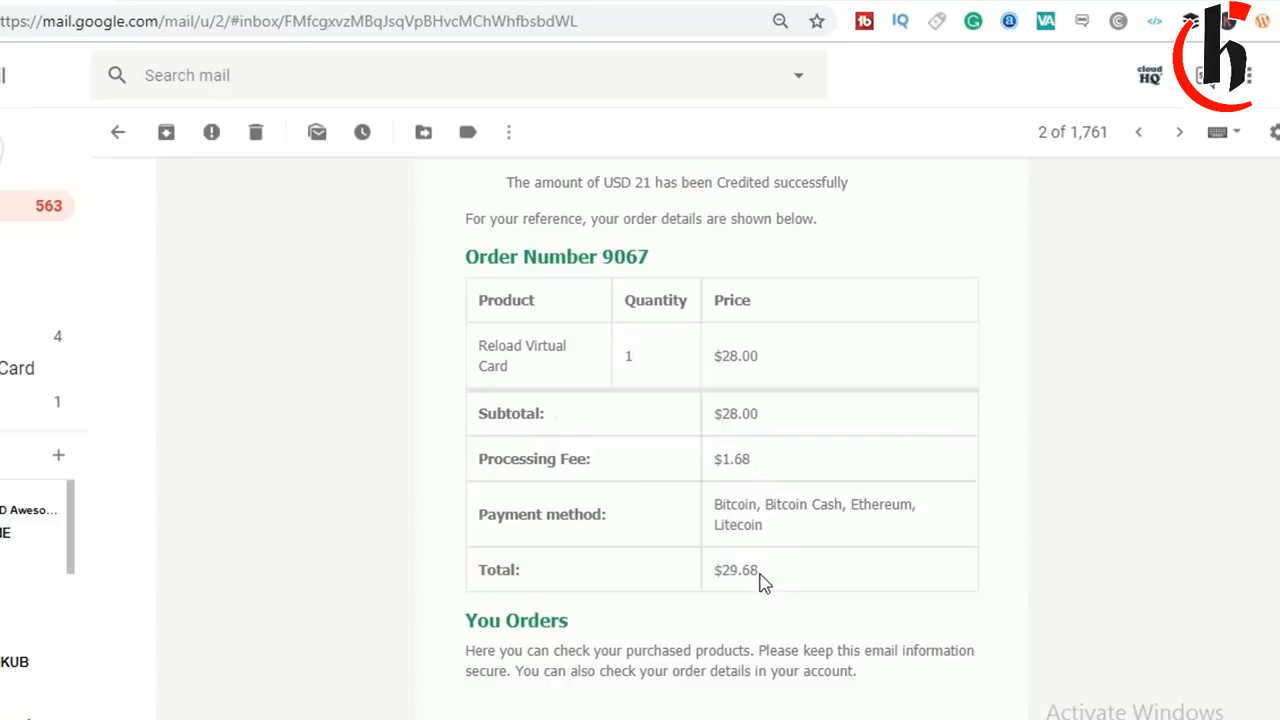 ttps://mail.google.com/mail/u/2/#inbox/FMfcgxvzMBqJsqVpBHvcMChWhfbsbdWL
Search mail
cloud HQ
2 of 1,761
563
4
Card
1
D Aweso...
IE
KUB
The amount of USD 21 has been Credited successfully
For your reference, your order details are shown below.
Order Number 9067
Product Quantity Price
Reload Virtual Card 1 $28.00
Subtotal: $28.00
Processing Fee: $1.68
Payment method: Bitcoin, Bitcoin Cash, Ethereum,
Litecoin
Total: $29.68
You Orders
Here you can check your purchased products. Please keep this email information
secure. You can also check your order details in your account.
Activate Windows